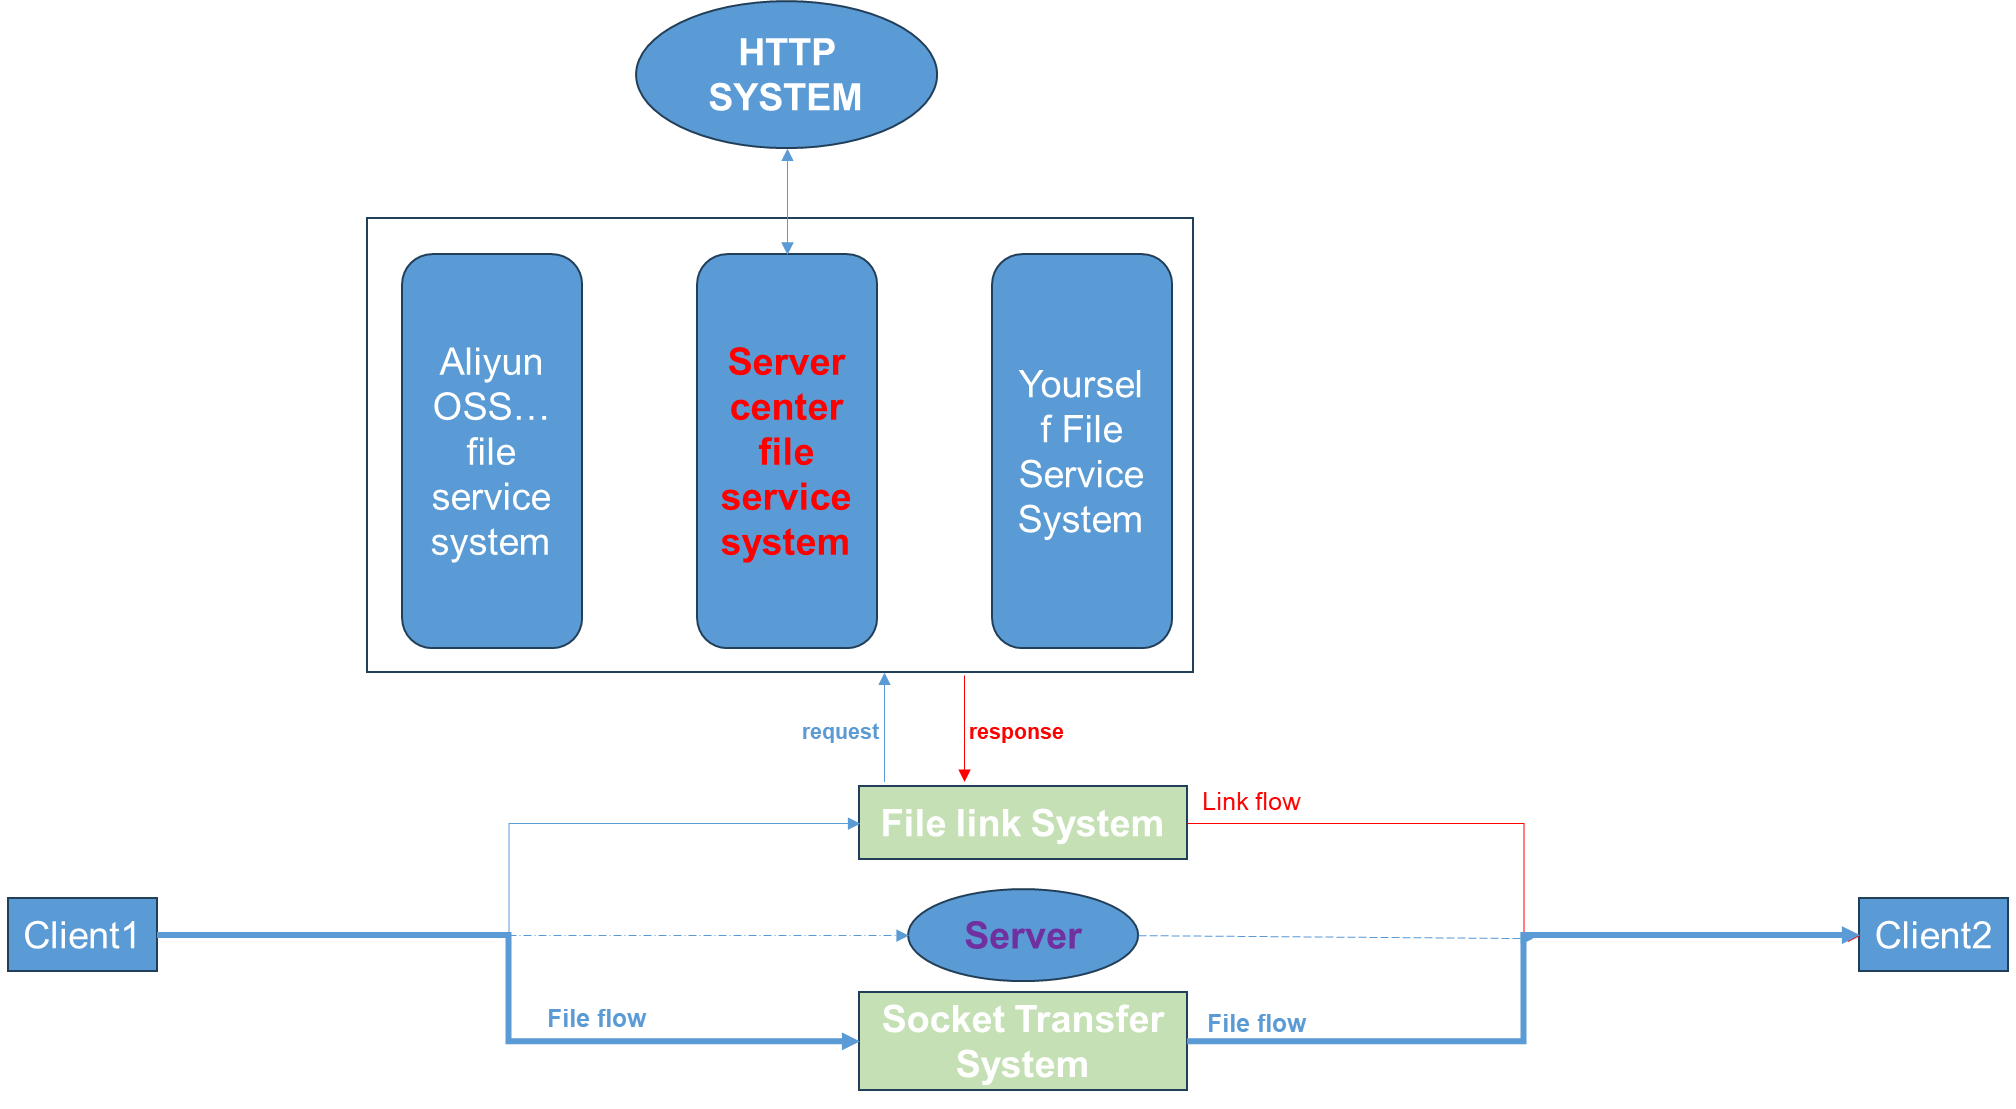 HTTP
SYSTEM
Aliyun
OSS…
file
service
system
Server
center
file
service
system
Yoursel
f File
Service
System
request
response
File link System
Link flow
Client1
Server
Client2
File flow
Socket Transfer
System
File flow